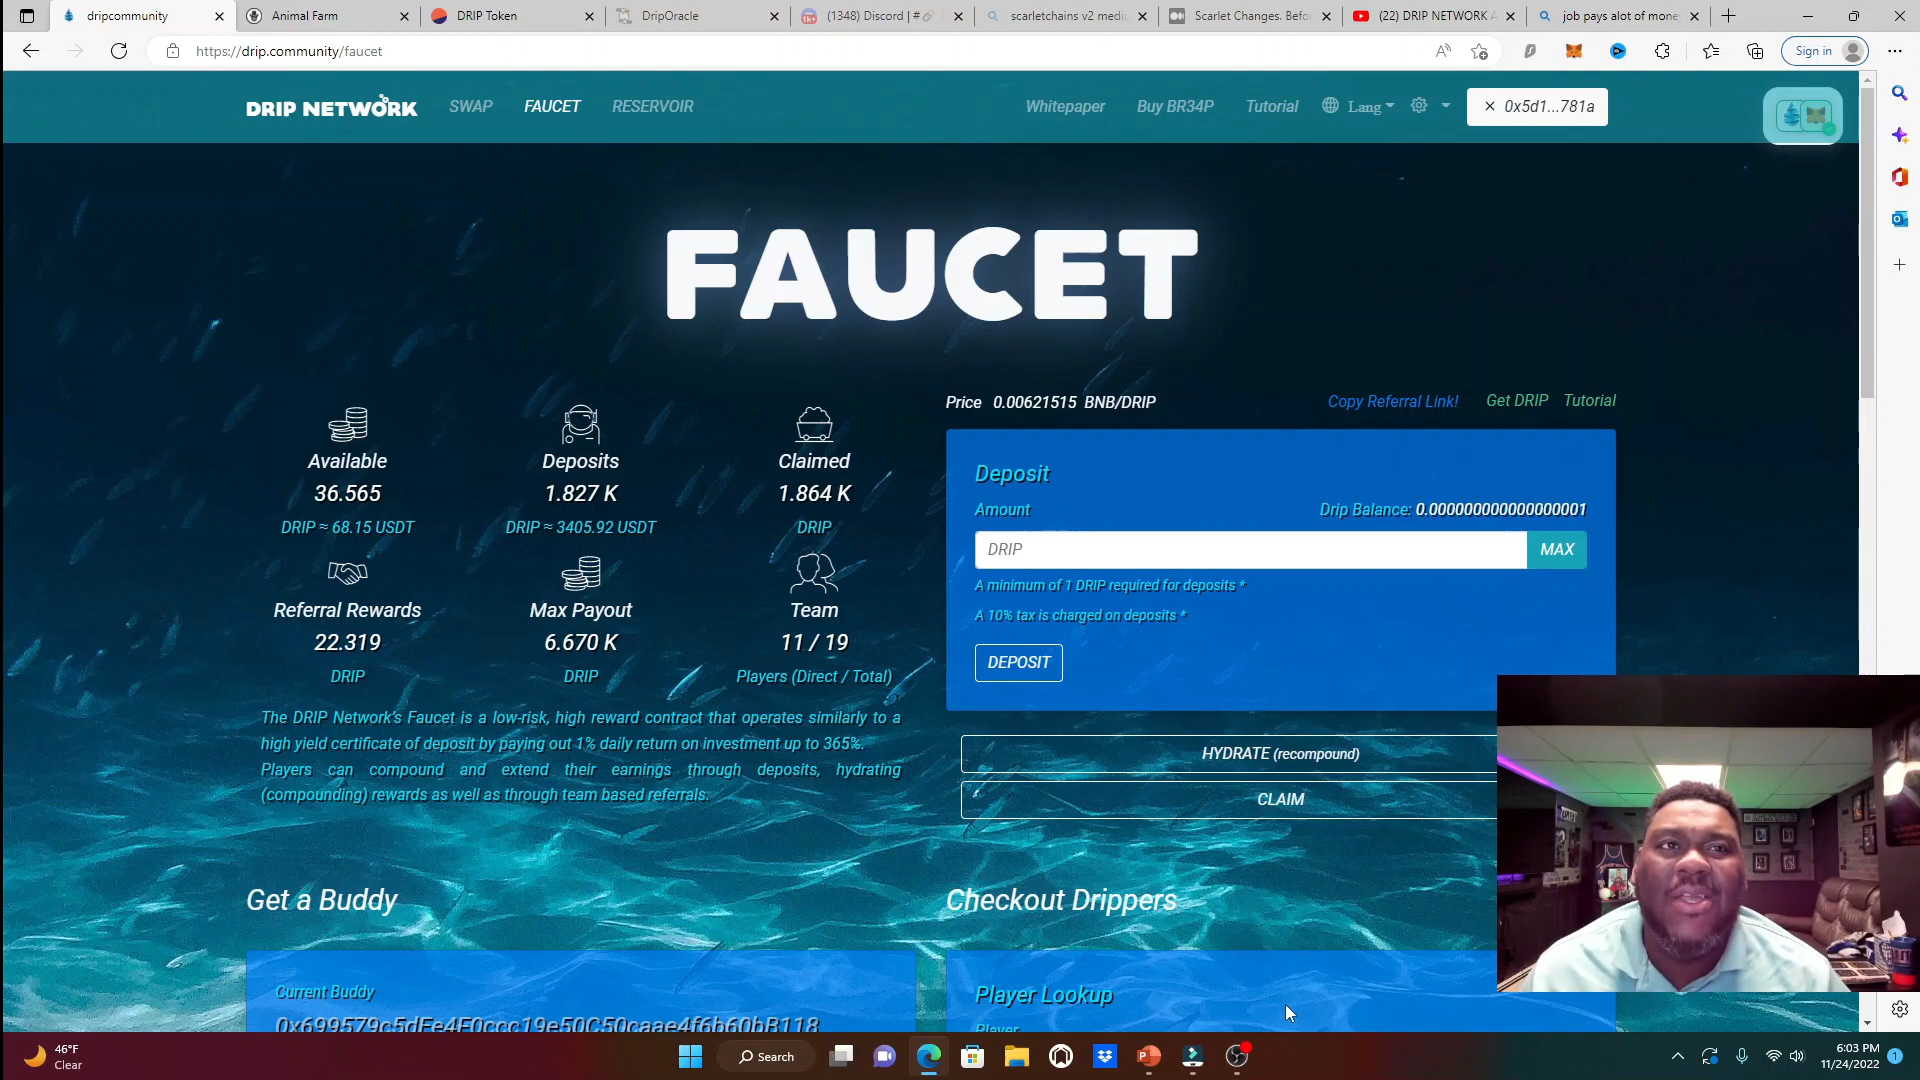 dripcommunity
Animal Farm
DRIP Token
DripOracle
(1348) Discord | #
scarletchains v2 medi
Scarlet Changes. Befor
(22) DRIP NETWORK A
job pays alot of mone
https://drip.community/faucet
Sign in
DRIP NETWORK
SWAP
FAUCET
RESERVOIR
Whitepaper
Buy BR34P
Tutorial
Lang
× 0x5d1...781a
FAUCET
Price 0.00621515 BNB/DRIP
Copy Referral Link!
Get DRIP
Tutorial
Available
36.565
DRIP ≈ 68.15 USDT
Deposits
1.827 K
DRIP ≈ 3405.92 USDT
Claimed
1.864 K
DRIP
Referral Rewards
22.319
DRIP
Max Payout
6.670 K
DRIP
Team
11 / 19
Players (Direct / Total)
The DRIP Network's Faucet is a low-risk, high reward contract that operates similarly to a
high yield certificate of deposit by paying out 1% daily return on investment up to 365%.
Players can compound and extend their earnings through deposits, hydrating
(compounding) rewards as well as through team based referrals.
Deposit
Amount
Drip Balance: 0.000000000000000001
DRIP
MAX
A minimum of 1 DRIP required for deposits *
A 10% tax is charged on deposits *
DEPOSIT
HYDRATE (recompound)
CLAIM
Get a Buddy
Current Buddy
0x699579c5dFe4F0ccc19e50C50caae4f6b60bB118
Checkout Drippers
Player Lookup
Player
46°F
Clear
Search
6:03 PM
11/24/2022
1